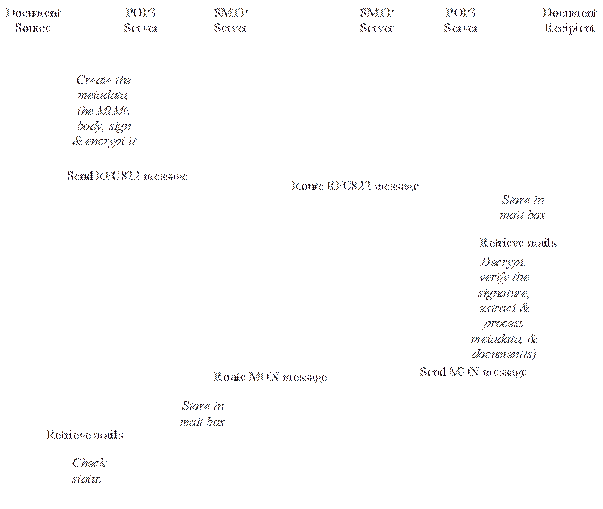 Document
Source
POP3
Server
SMTP
Server
SMTP
Server
POP3
Server
Document
Recipient
Create the
metadata,
the MIME
body, sign
& encrypt it
Send RFC822 message
Route RFC822 message
Store in
mail box
Retrieve mails
Decrypt,
verify the
signature,
extract &
process
metadata, &
document(s)
Send MDN message
Route MDN message
Store in
mail box
Retrieve mails
Check
status